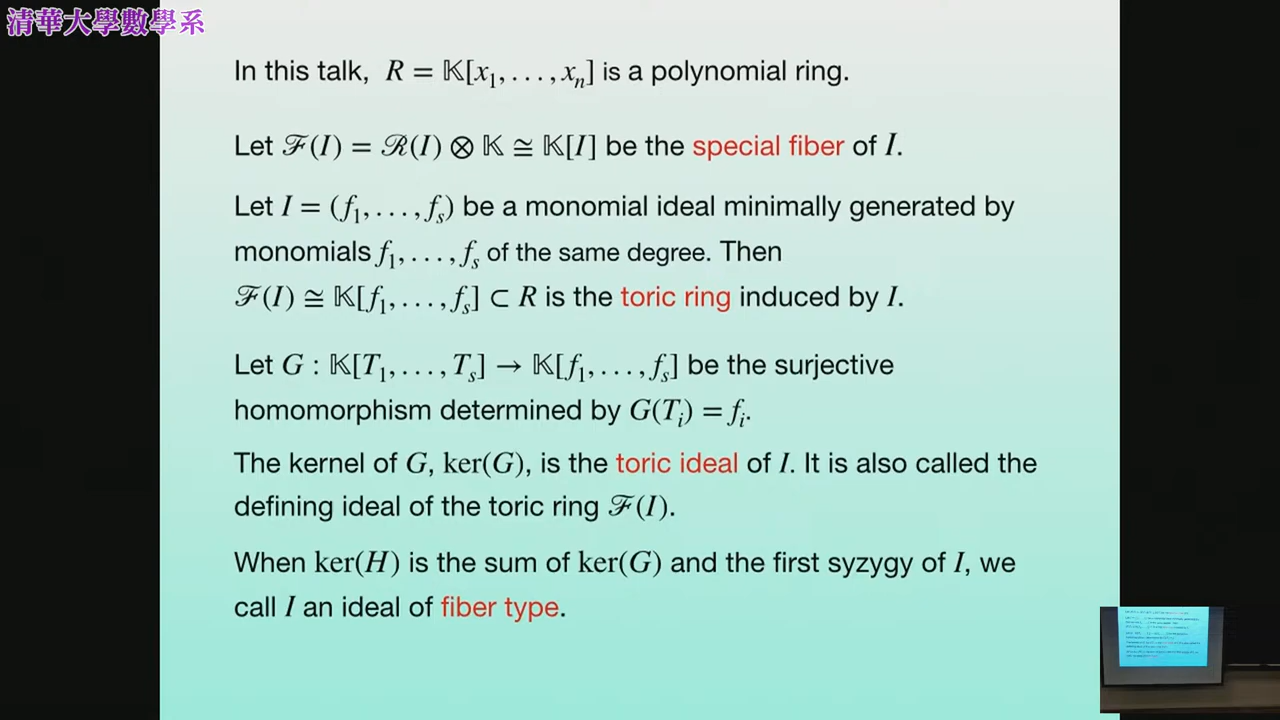 清華大學數學系
In this talk, R = 𝕂[x₁, . . . , xₙ] is a polynomial ring.
Let ℱ(I) = ℛ(I) ⊗ 𝕂 ≅ 𝕂[I] be the special fiber of I.
Let I = (f₁, . . . , fₛ) be a monomial ideal minimally generated by
monomials f₁, . . . , fₛ of the same degree. Then
ℱ(I) ≅ 𝕂[f₁, . . . , fₛ] ⊂ R is the toric ring induced by I.
Let G : 𝕂[T₁, . . . , Tₛ] → 𝕂[f₁, . . . , fₛ] be the surjective
homomorphism determined by G(Tᵢ) = fᵢ.
The kernel of G, ker(G), is the toric ideal of I. It is also called the
defining ideal of the toric ring ℱ(I).
When ker(H) is the sum of ker(G) and the first syzygy of I, we
call I an ideal of fiber type.